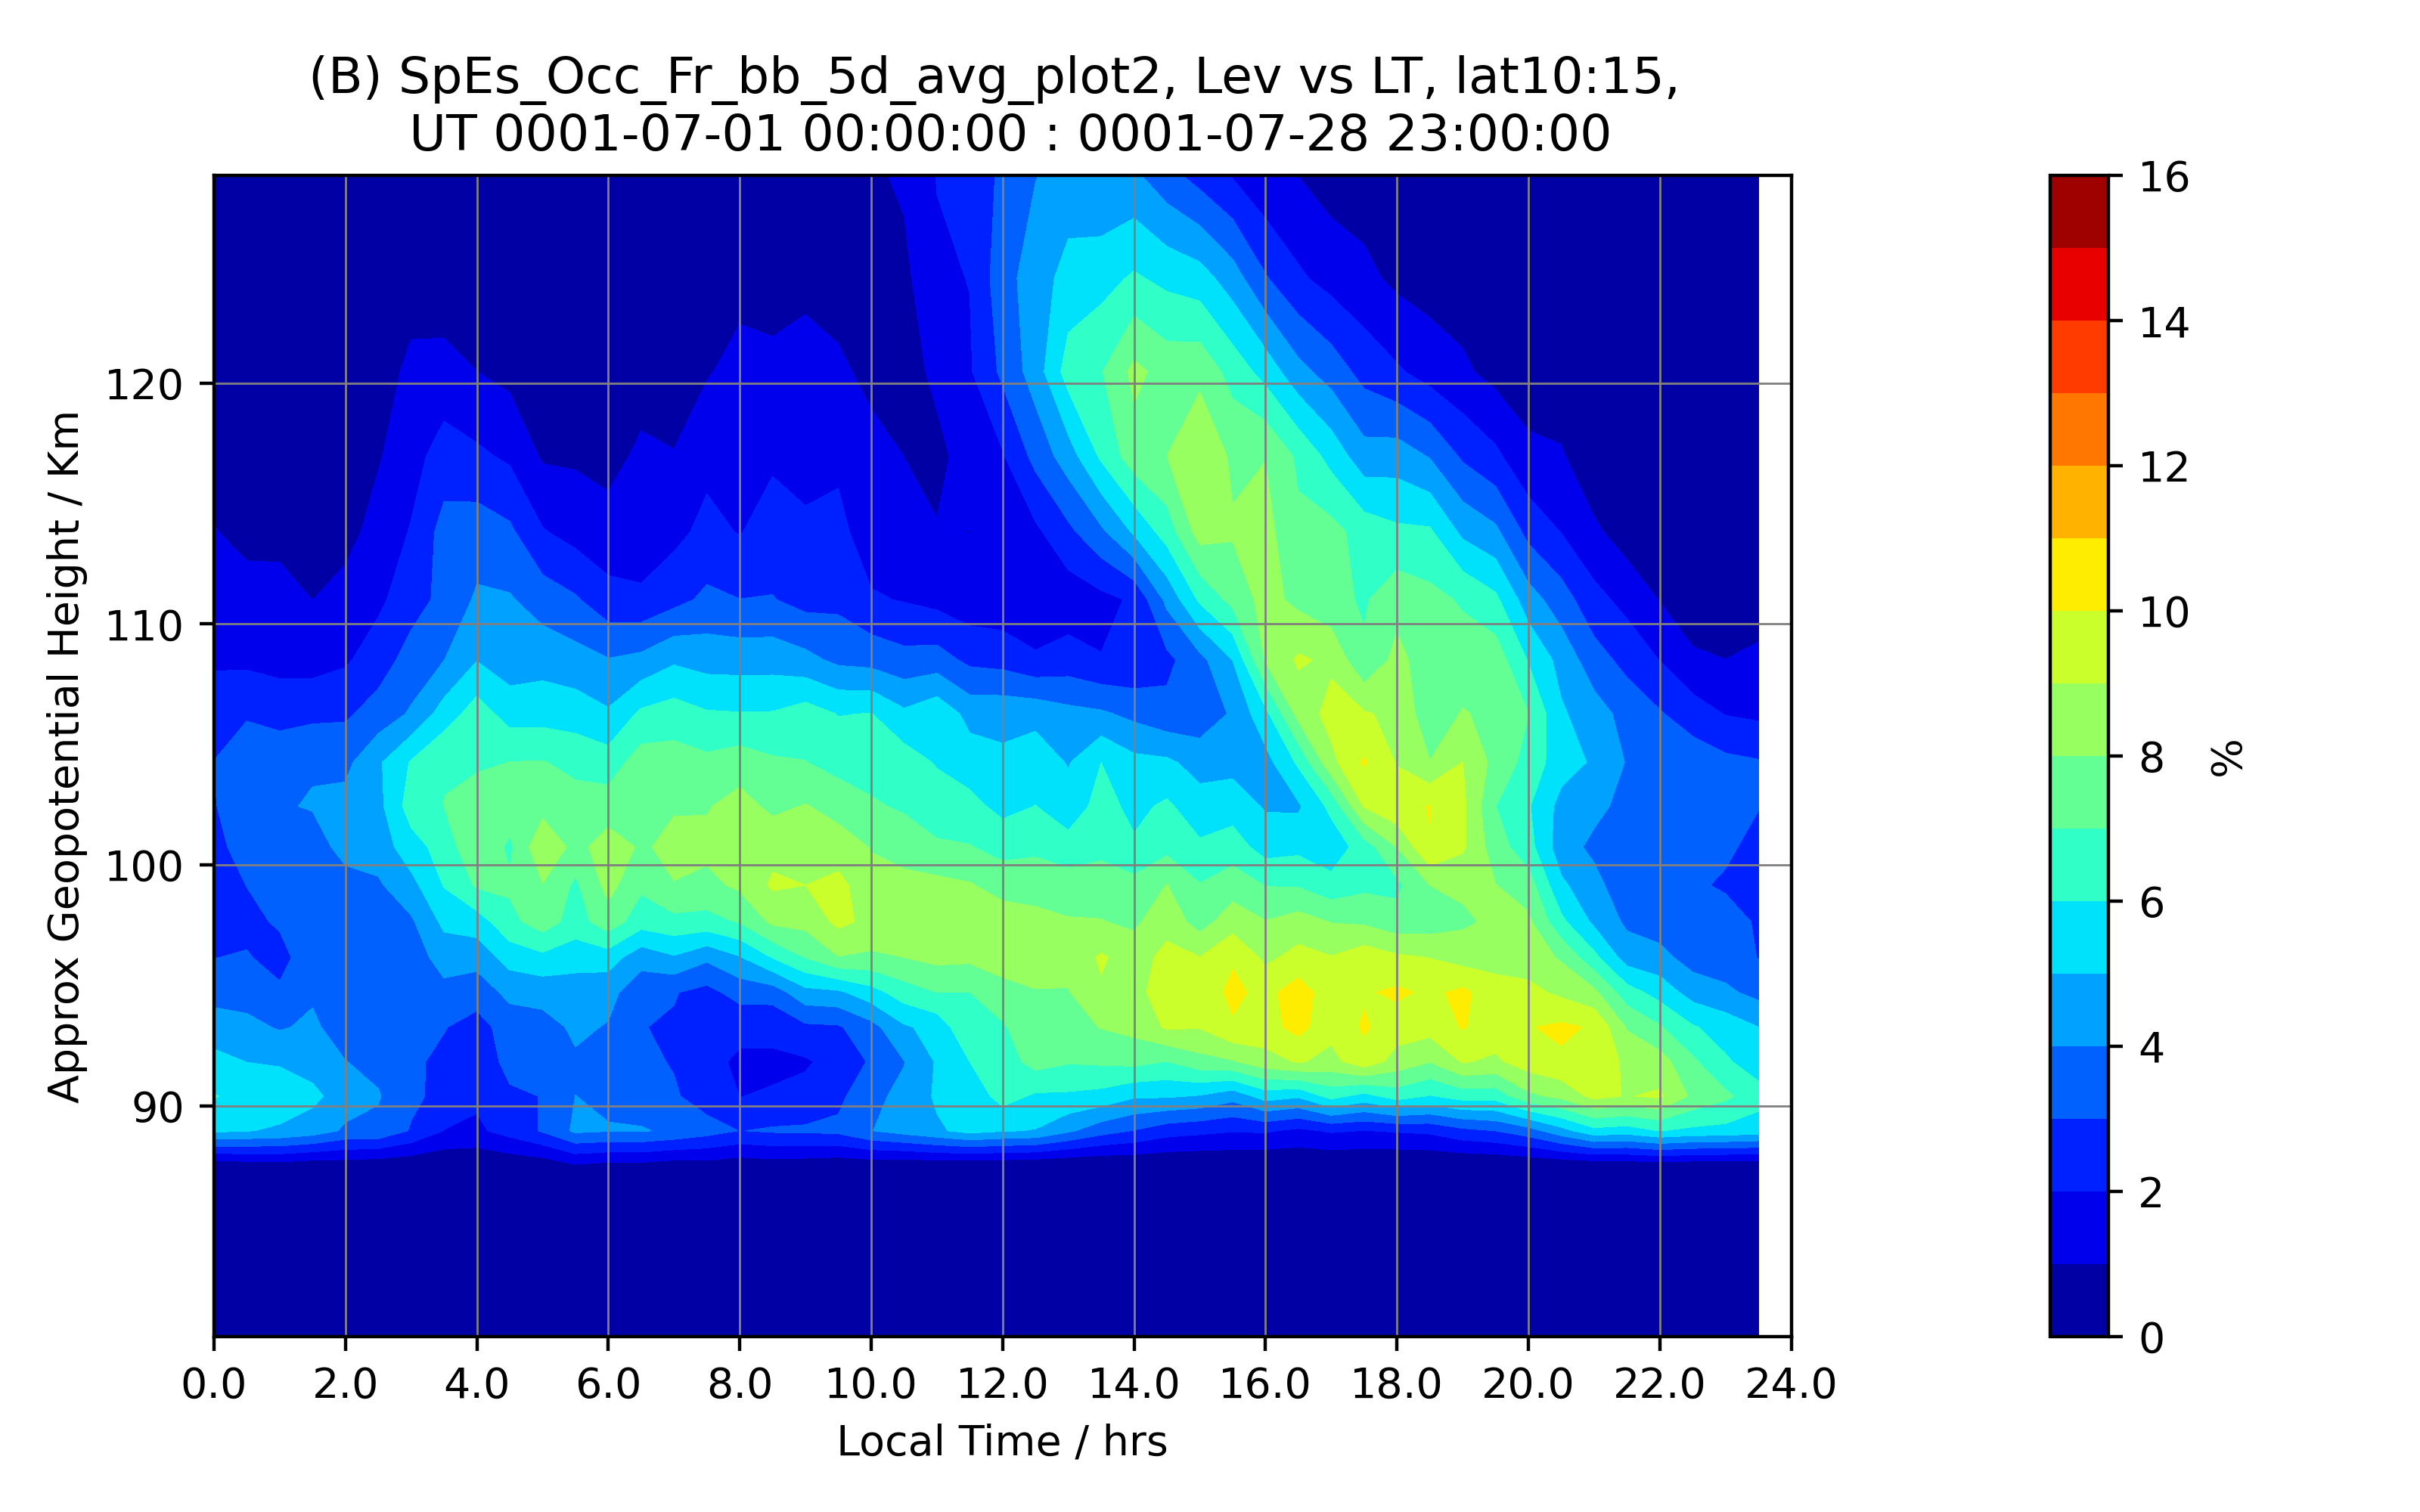 (B) SpEs_Occ_Fr_bb_5d_avg_plot2, Lev vs LT, lat10:15,
UT 0001-07-01 00:00:00 : 0001-07-28 23:00:00
Approx Geopotential Height / Km
120
110
100
90
0.0 2.0 4.0 6.0 8.0 10.0 12.0 14.0 16.0 18.0 20.0 22.0 24.0
Local Time / hrs
16
14
12
10
8
6
4
2
0
%